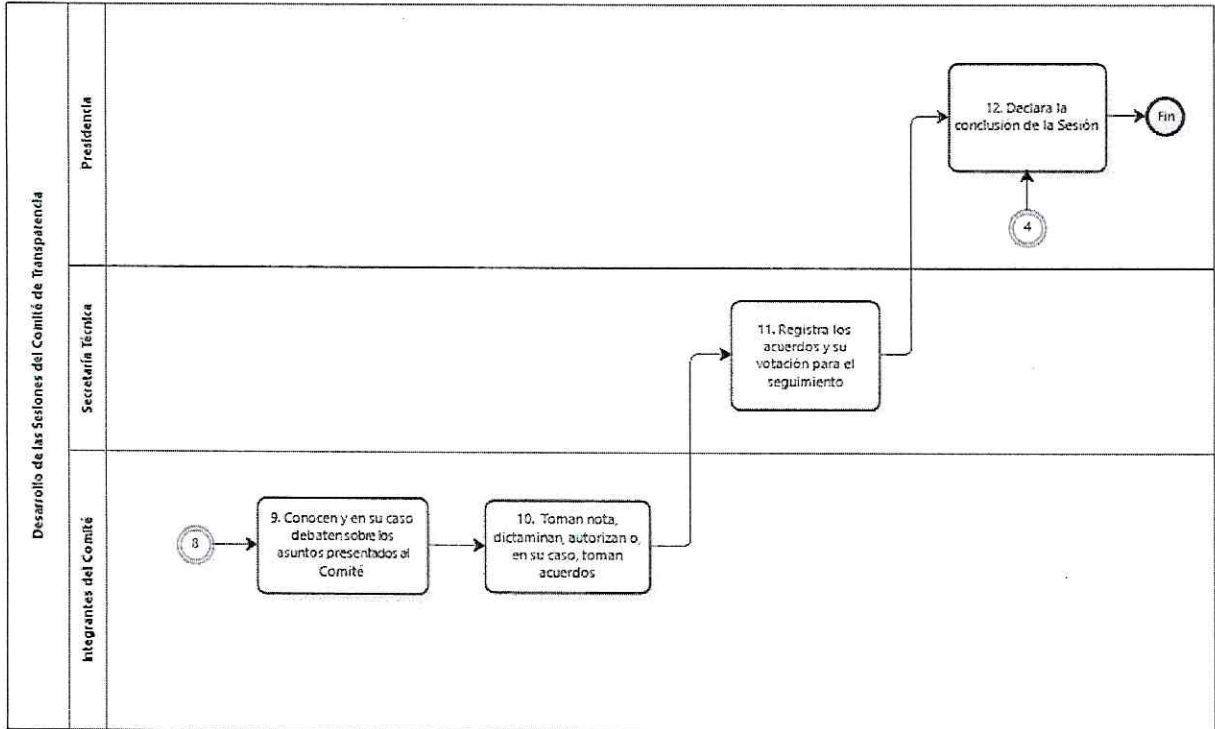 Desarrollo de las Sesiones del Comité de Transparencia
Presidencia
12. Declara la
conclusión de la Sesión
Fin
4
Secretaría Técnica
11. Registra los
acuerdos y su
votación para el
seguimiento
Integrantes del Comité
8
9. Conocen y en su caso
debaten sobre los
asuntos presentados al
Comité
10. Toman nota,
dictaminan, autorizan o,
en su caso, toman
acuerdos